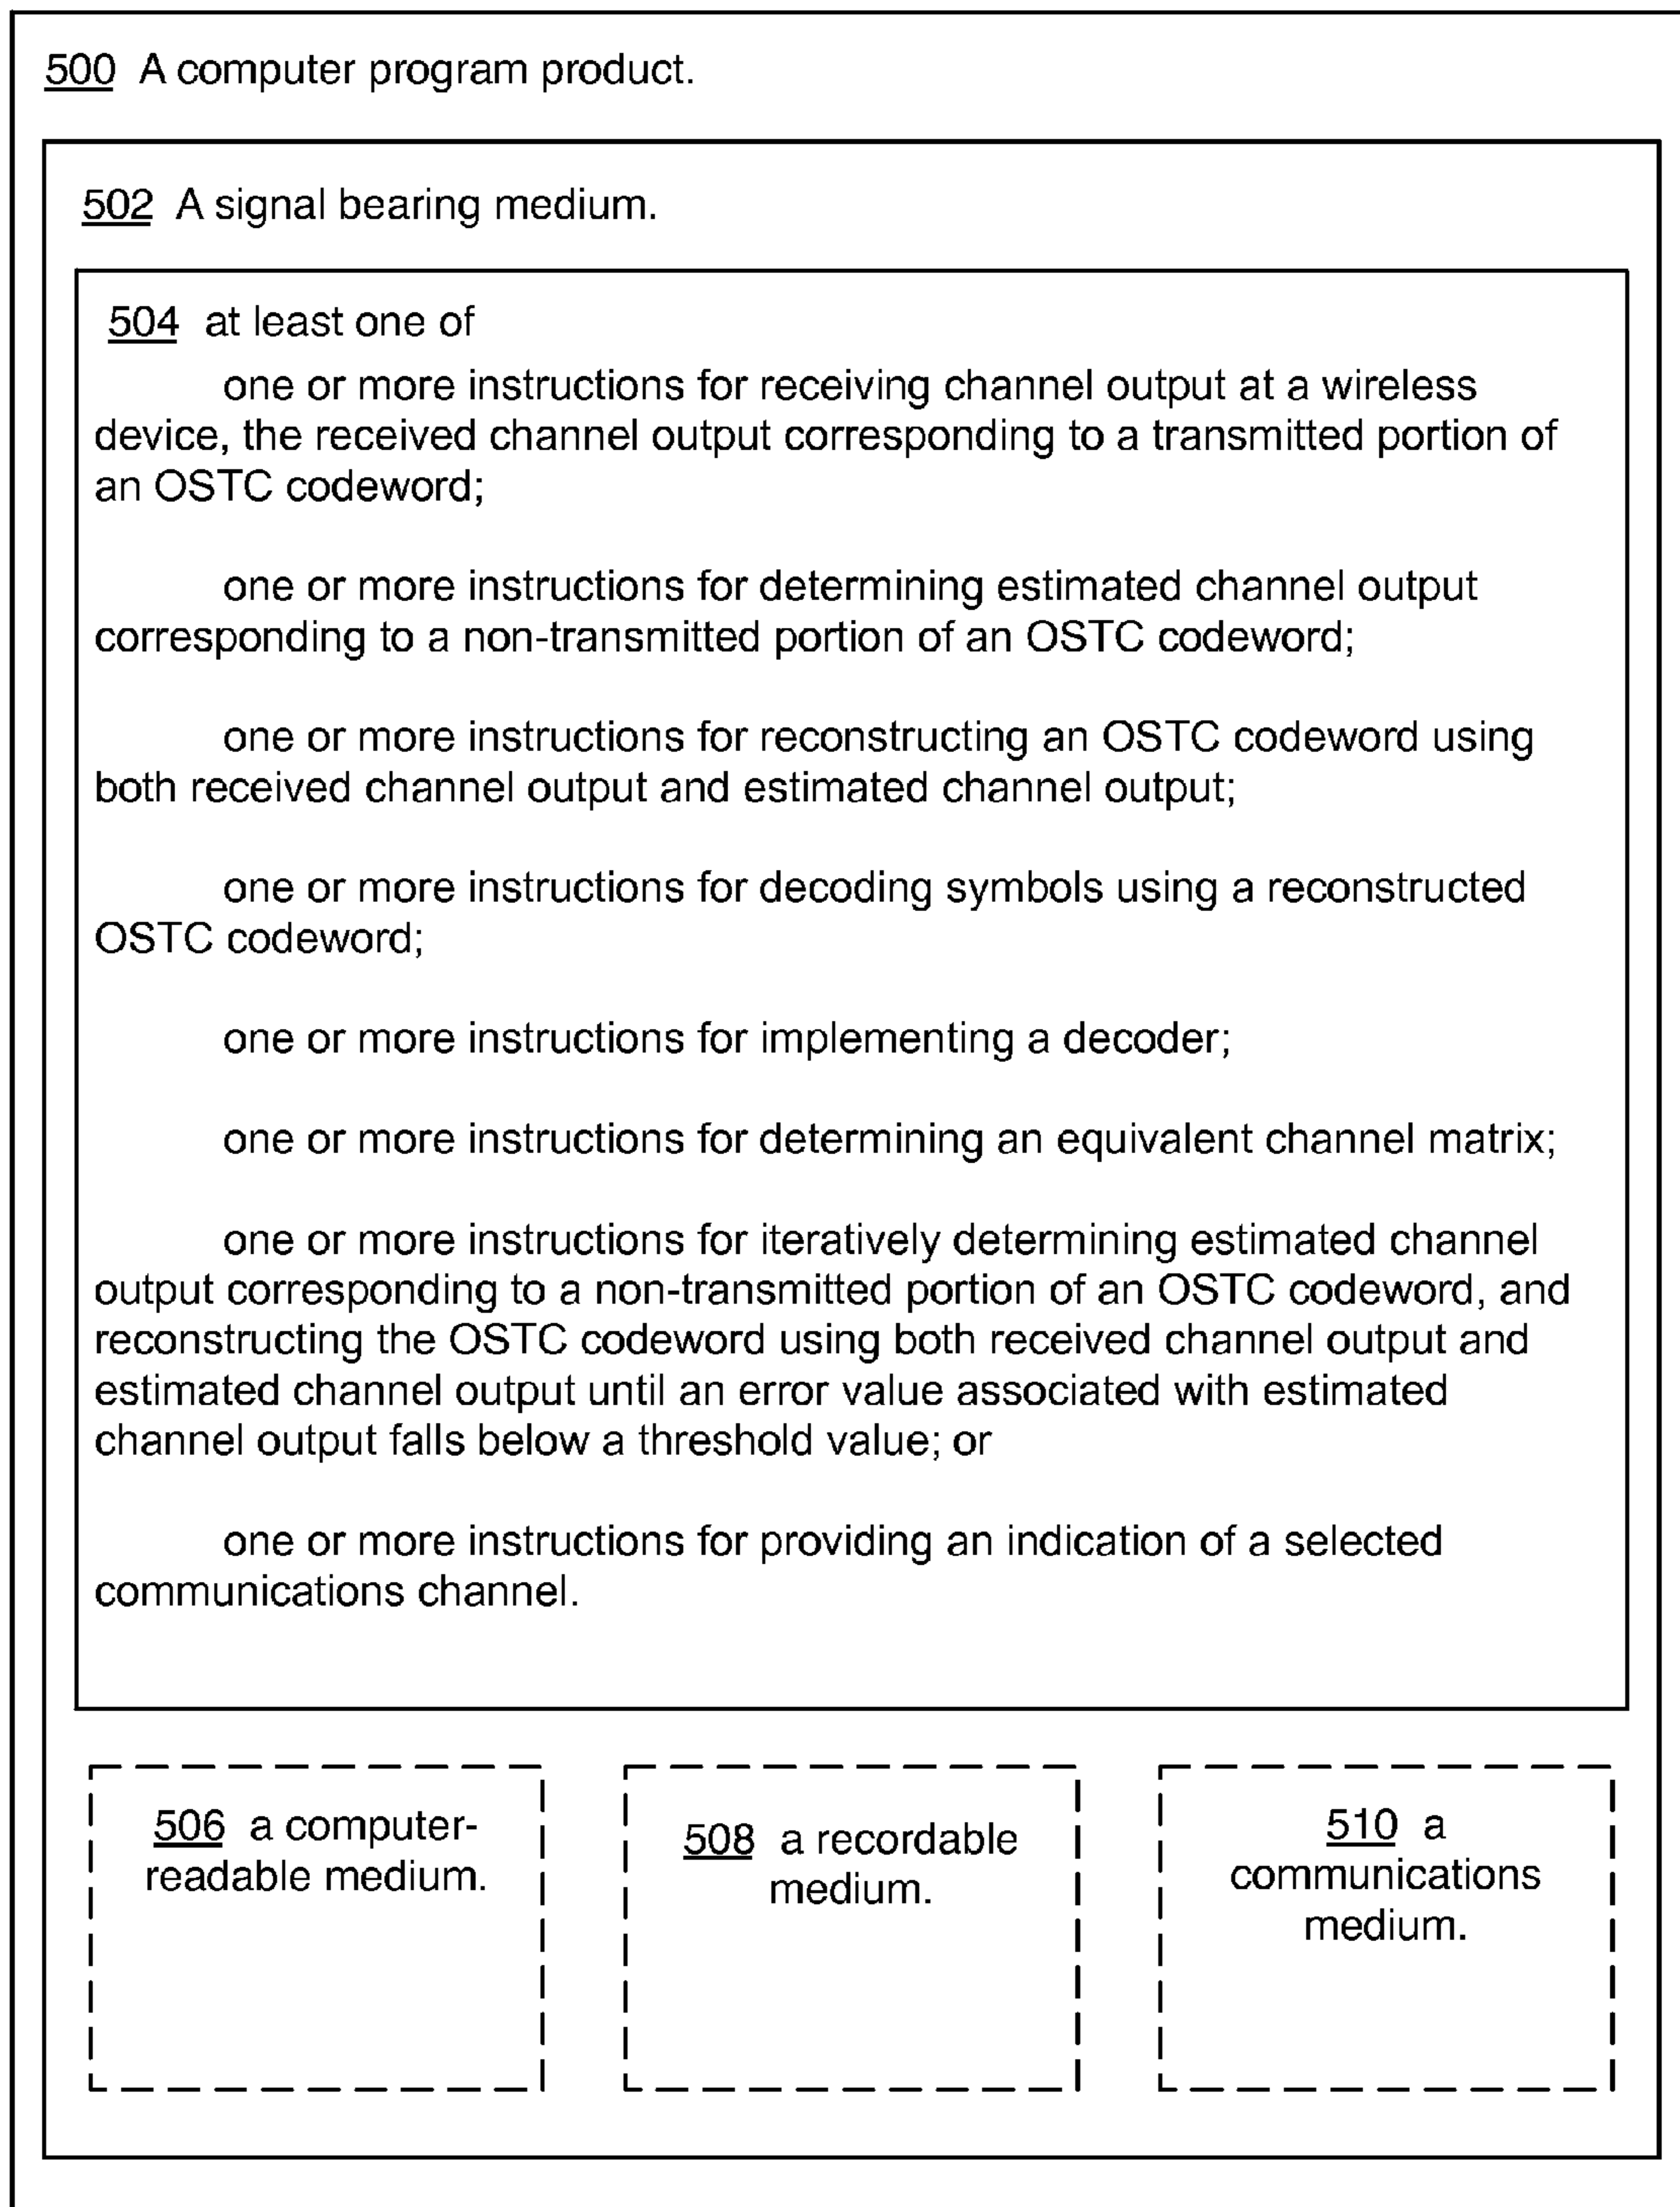 500 A computer program product.
502 A signal bearing medium.
504 at least one of
one or more instructions for receiving channel output at a wireless
device, the received channel output corresponding to a transmitted portion of
an OSTC codeword;
one or more instructions for determining estimated channel output
corresponding to a non-transmitted portion of an OSTC codeword;
one or more instructions for reconstructing an OSTC codeword using
both received channel output and estimated channel output;
one or more instructions for decoding symbols using a reconstructed
OSTC codeword;
one or more instructions for implementing a decoder;
one or more instructions for determining an equivalent channel matrix;
one or more instructions for iteratively determining estimated channel
output corresponding to a non-transmitted portion of an OSTC codeword, and
reconstructing the OSTC codeword using both received channel output and
estimated channel output until an error value associated with estimated
channel output falls below a threshold value; or
one or more instructions for providing an indication of a selected
communications channel.
506 a computer-
readable medium.
508 a recordable
medium.
510 a
communications
medium.